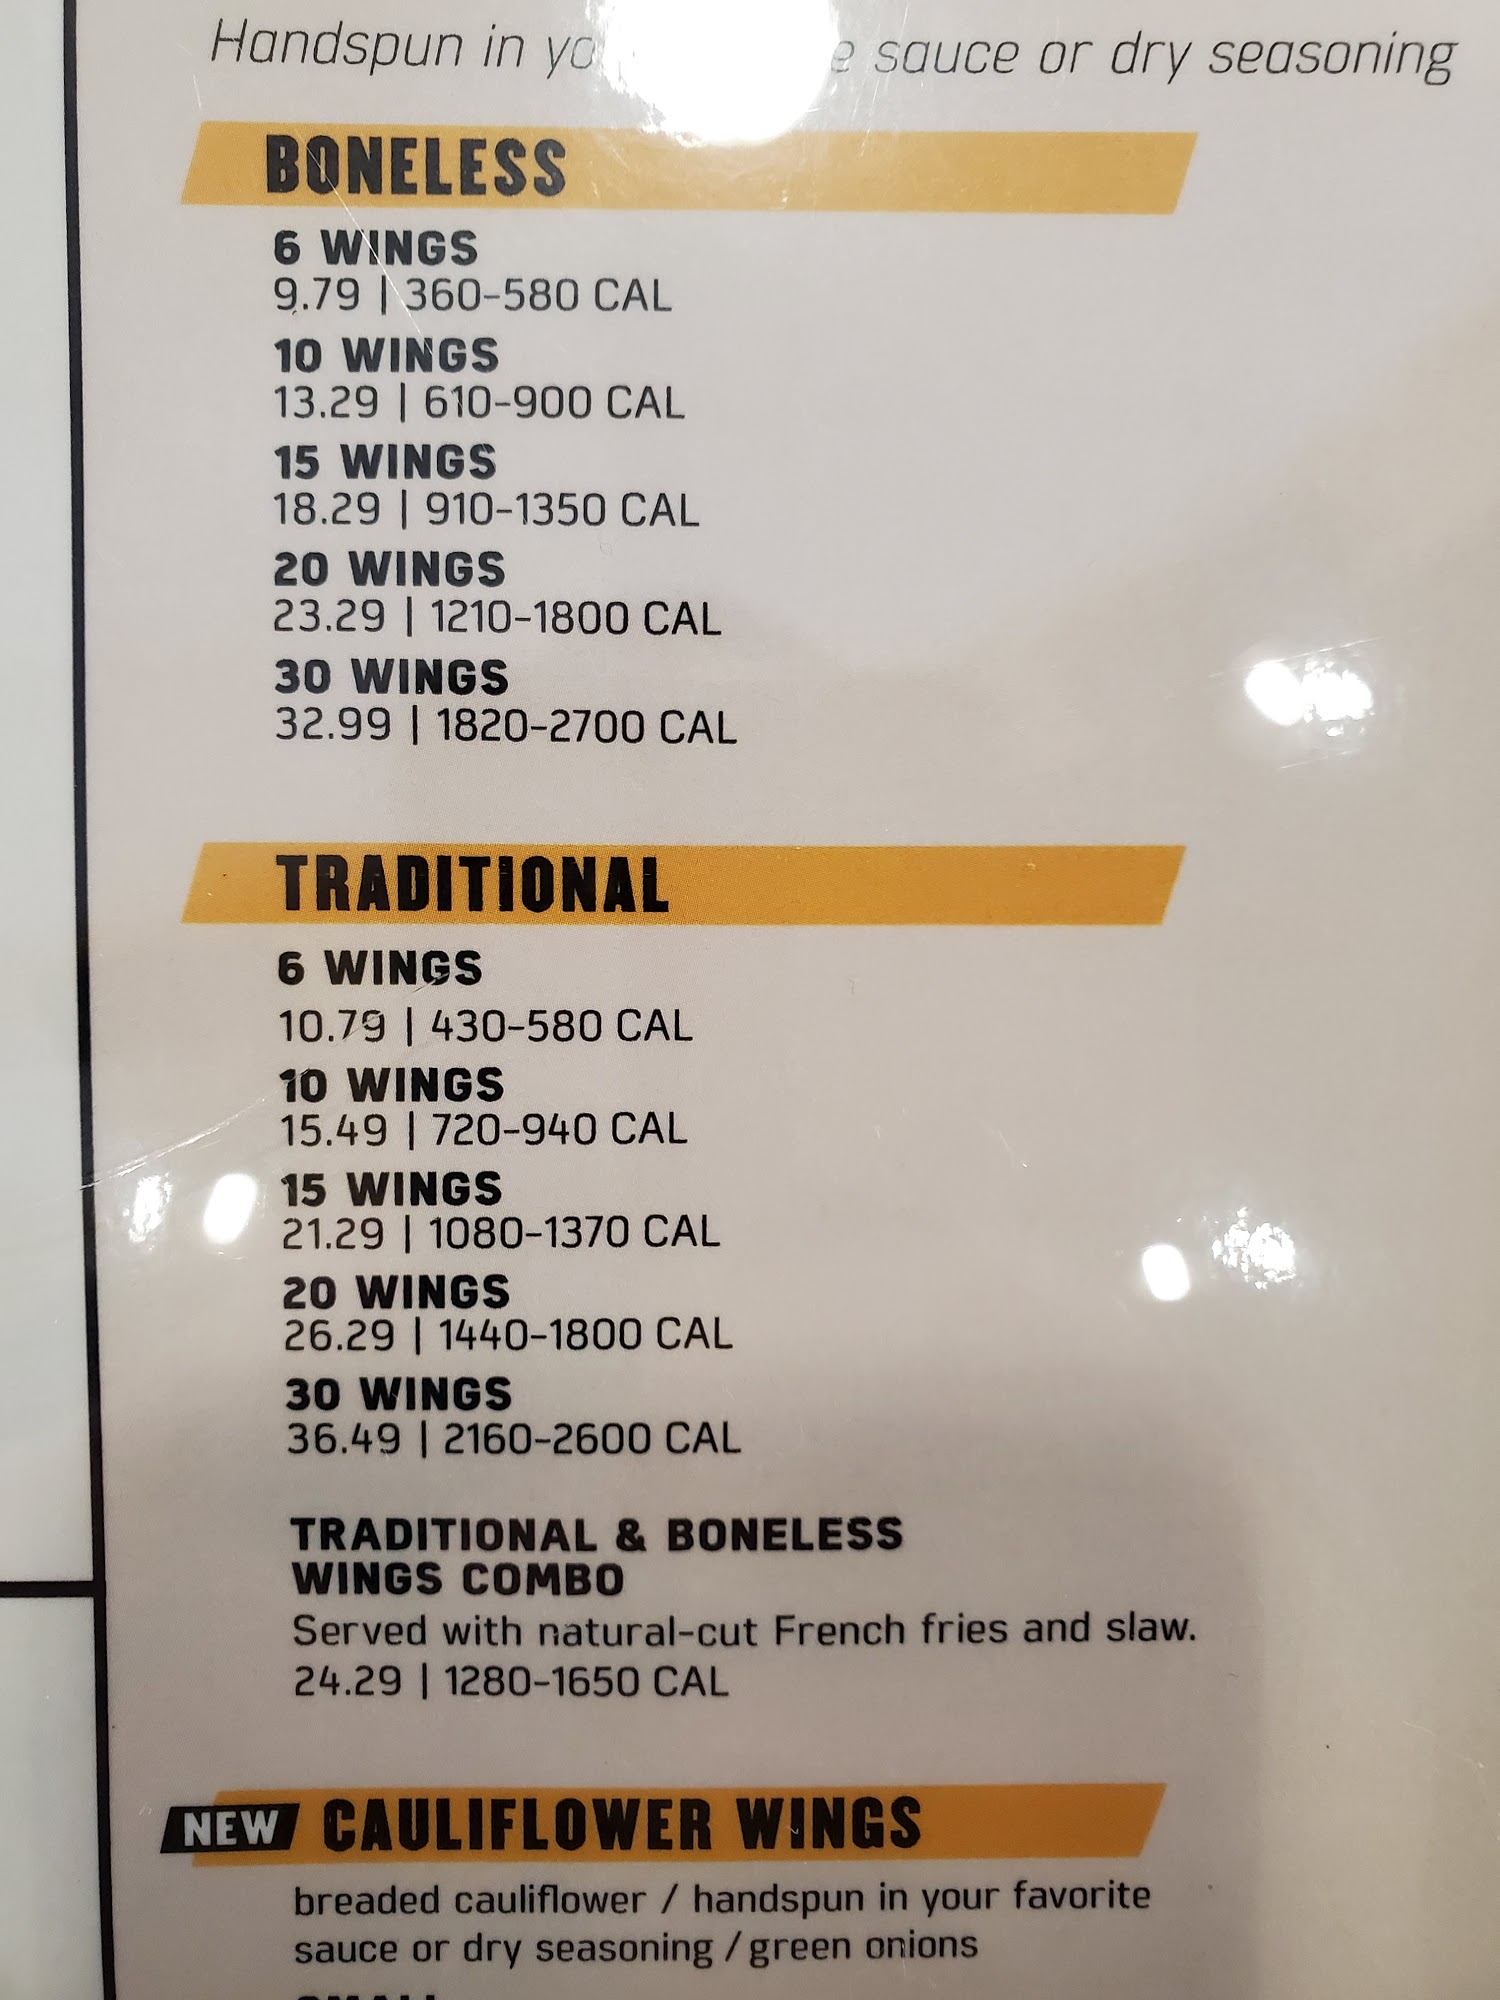 Handspun in sauce or dry seasoning
BONELESS
6 WINGS
9.79 | 360-580 CAL
10 WINGS
13.29 | 610-900 CAL
15 WINGS
18.29 | 910-1350 CAL
20 WINGS
23.29 | 1210-1800 CAL
30 WINGS
32.99 | 1820-2700 CAL
TRADITIONAL
6 WINGS
10.79 | 430-580 CAL
10 WINGS
15.49 | 720-940 CAL
15 WINGS
21.29 | 1080-1370 CAL
20 WINGS
26.29 | 1440-1800 CAL
30 WINGS
36.49 | 2160-2600 CAL
TRADITIONAL & BONELESS
WINGS COMBO
Served with natural-cut French fries and slaw.
24.29 | 1280-1650 CAL
NEW CAULIFLOWER WINGS
breaded cauliflower / handspun in your favorite
sauce or dry seasoning / green onions